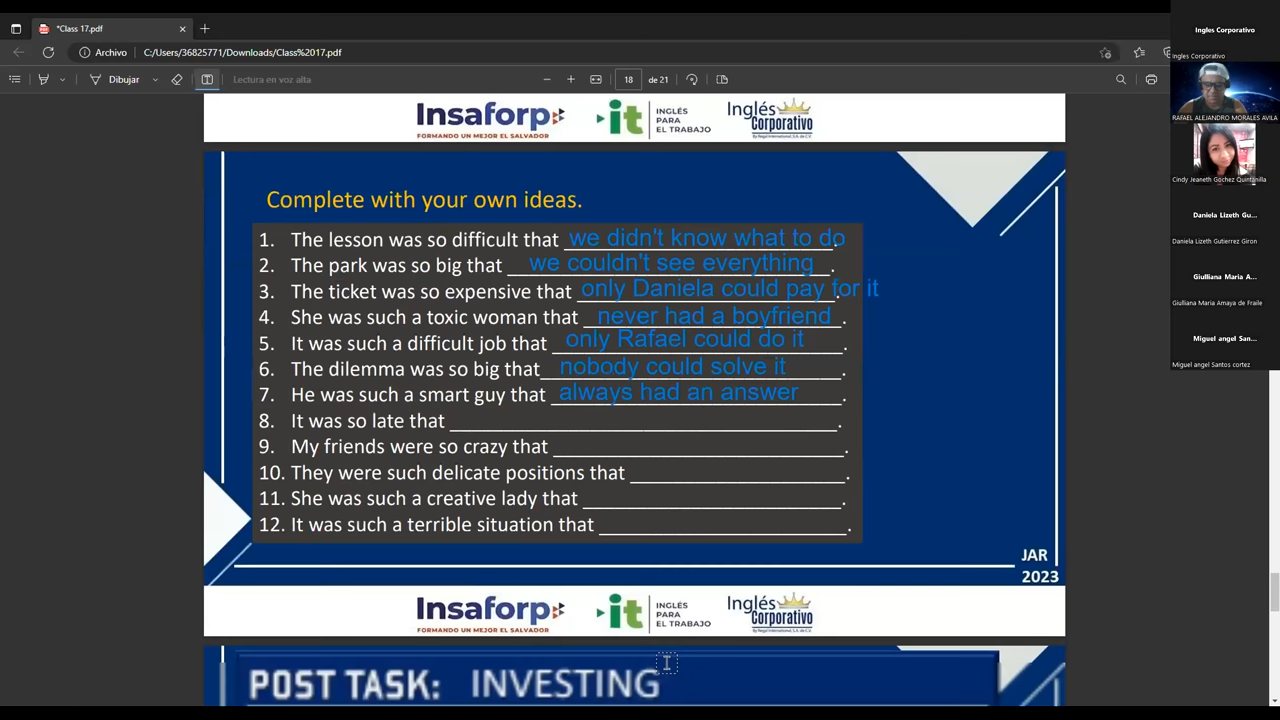 *Class 17.pdf
Archivo
C:/Users/36825771/Downloads/Class%2017.pdf
Dibujar
Lectura en voz alta
18
de 21
Insaforp
FORMANDO UN MEJOR EL SALVADOR
it
INGLÉS
PARA
EL TRABAJO
Inglés
Corporativo
Complete with your own ideas.
1. The lesson was so difficult that we didn't know what to do.
2. The park was so big that we couldn't see everything.
3. The ticket was so expensive that only Daniela could pay for it.
4. She was such a toxic woman that never had a boyfriend.
5. It was such a difficult job that only Rafael could do it.
6. The dilemma was so big that nobody could solve it.
7. He was such a smart guy that always had an answer.
8. It was so late that ______________________________.
9. My friends were so crazy that ______________________.
10. They were such delicate positions that ________________.
11. She was such a creative lady that ____________________.
12. It was such a terrible situation that ___________________.
JAR
2023
Insaforp
FORMANDO UN MEJOR EL SALVADOR
it
INGLÉS
PARA
EL TRABAJO
Inglés
Corporativo
POST TASK: INVESTING
Ingles Corporativo
Ingles Corporativo
RAFAEL ALEJANDRO MORALES AVILA
Cindy Jeaneth Gochez Quintanilla
Daniela Lizeth Gu...
Daniela Lizeth Gutierrez Giron
Giulliana Maria A...
Giulliana Maria Amaya de Fraile
Miguel angel San...
Miguel angel Santos cortez